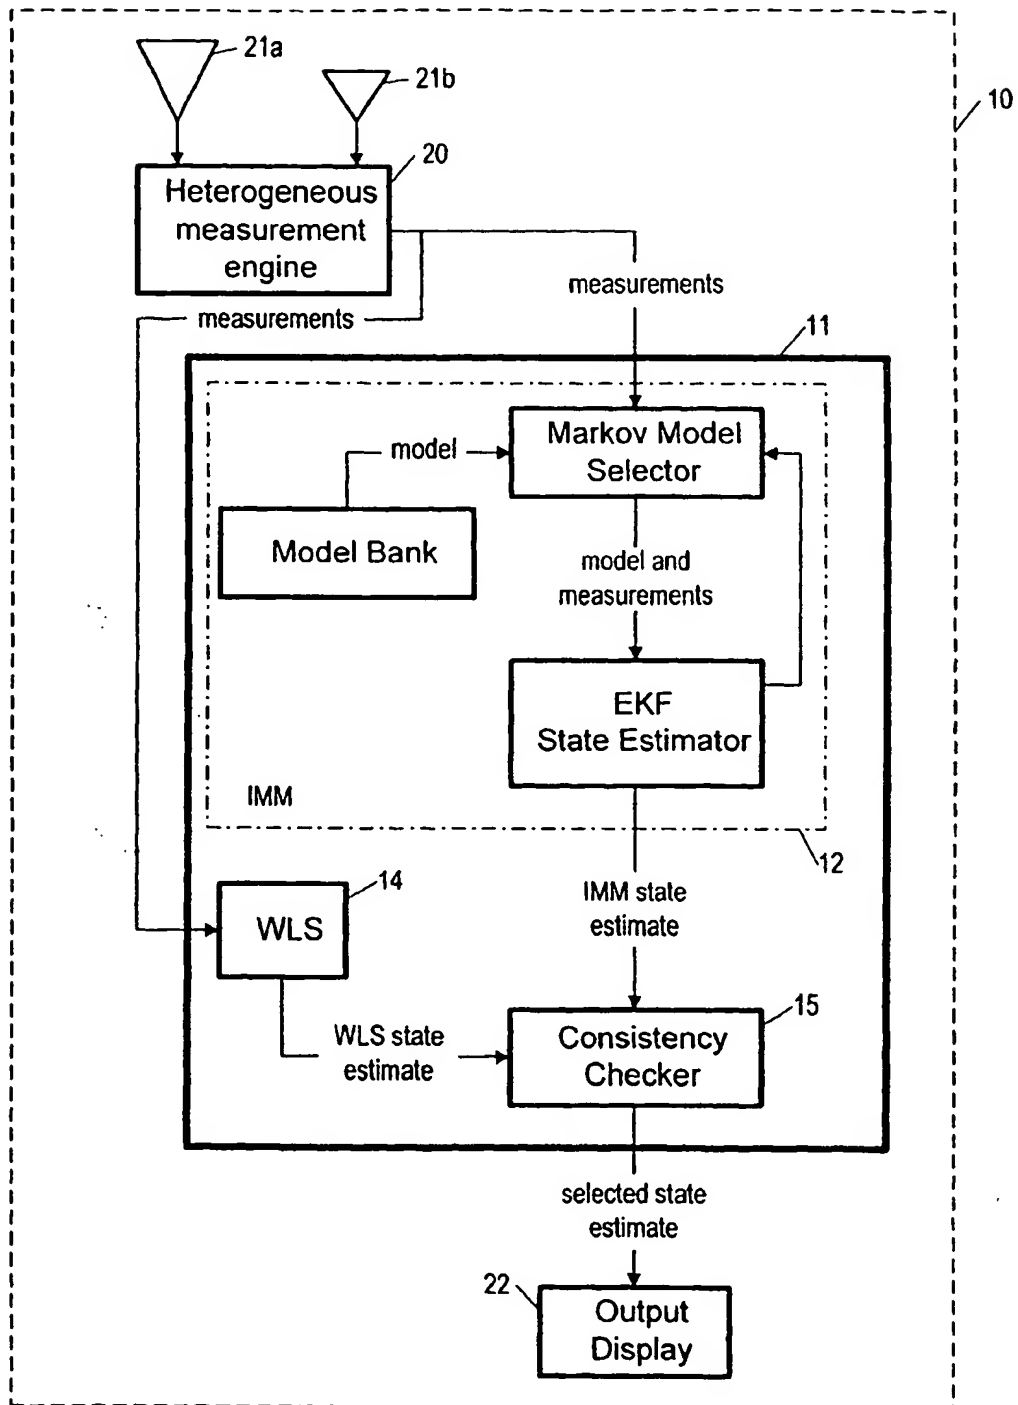 21a
21b
10
20
Heterogeneous
measurement
engine
measurements
measurements
11
Markov Model
Selector
model
Model Bank
model and
measurements
EKF
State Estimator
IMM
12
14
WLS
IMM state
estimate
15
WLS state
estimate
Consistency
Checker
selected state
estimate
22
Output
Display